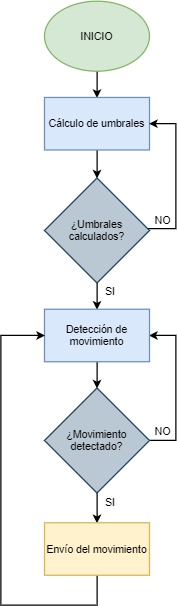 INICIO
Cálculo de umbrales
¿Umbrales
calculados?
NO
SI
Detección de
movimiento
¿Movimiento
detectado?
NO
SI
Envío del movimiento